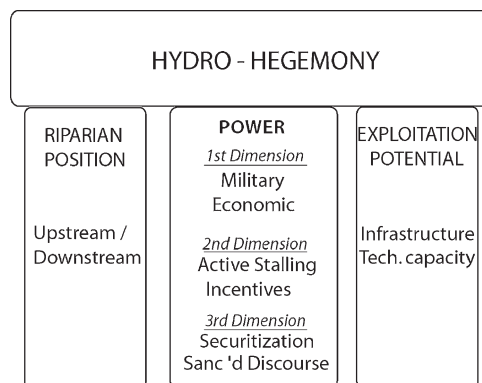 HYDRO - HEGEMONY
RIPARIAN
POSITION
Upstream /
Downstream
POWER
1st Dimension
Military
Economic
2nd Dimension
Active Stalling
Incentives
3rd Dimension
Securitization
Sanc 'd Discourse
EXPLOITATION
POTENTIAL
Infrastructure
Tech. capacity